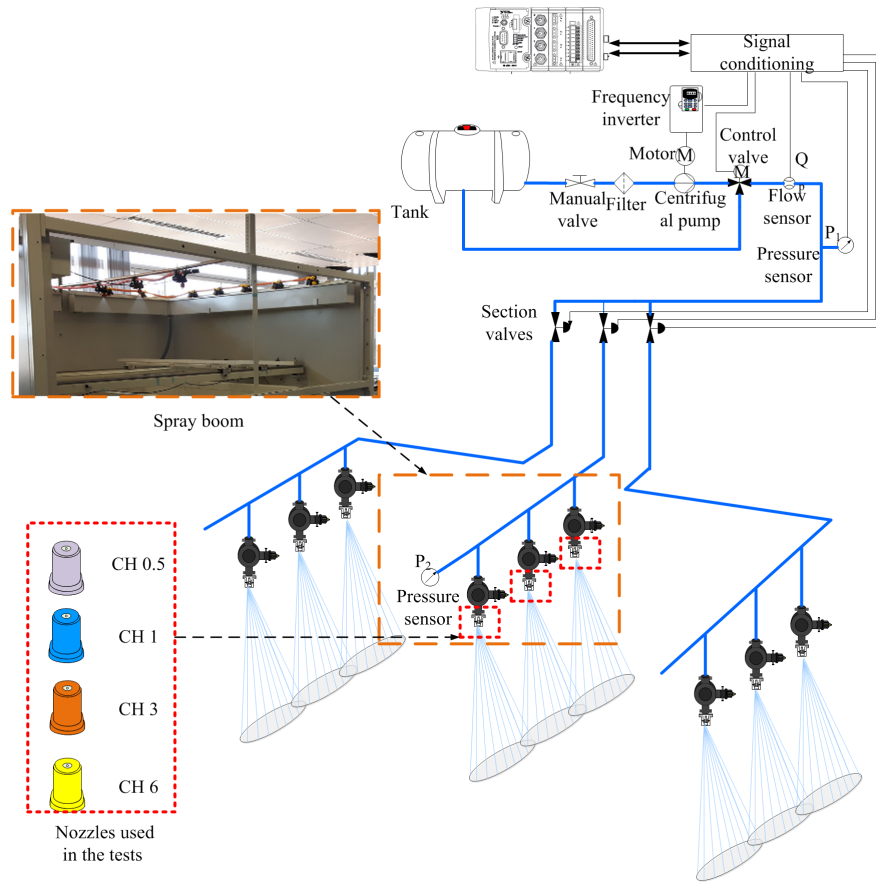 Signal
conditioning
Frequency
inverter
Motor M
Control
valve
M
Q
p
Tank
Manual
valve
Filter
Centrifug
al pump
Flow
sensor
P1
Pressure
sensor
Section
valves
Spray boom
P2
Pressure
sensor
CH 0.5
CH 1
CH 3
CH 6
Nozzles used
in the tests